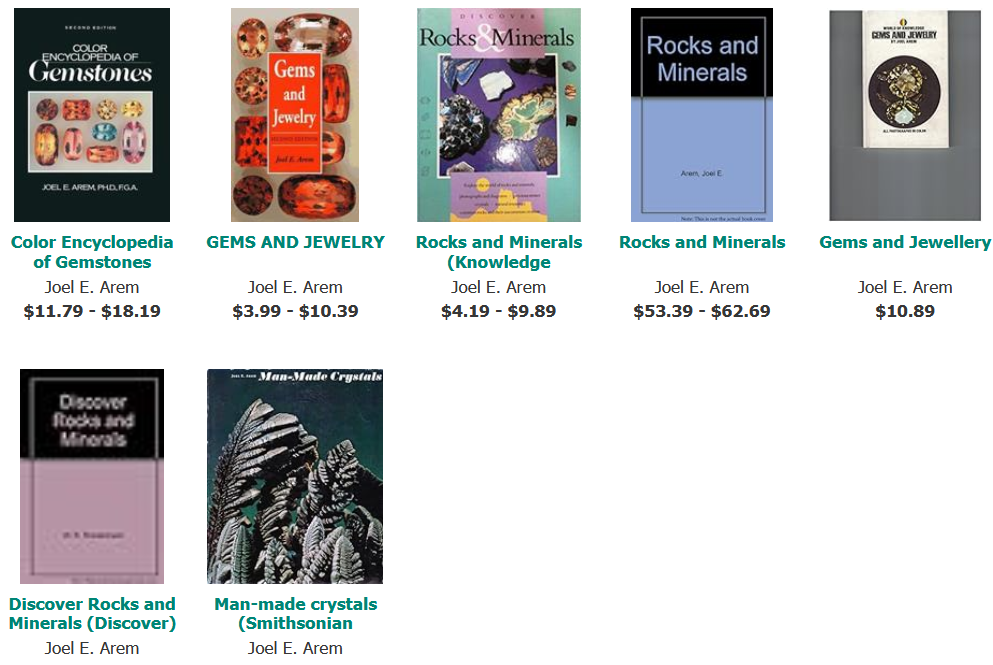 SECOND EDITION
COLOR
ENCYCLOPEDIA OF
Gemstones
JOEL E. AREM, PH.D., F.G.A.
Color Encyclopedia
of Gemstones
Joel E. Arem
$11.79 - $18.19
Gems
and
Jewelry
SECOND EDITION
Joel E. Arem
GEMS AND JEWELRY
Joel E. Arem
$3.99 - $10.39
DISCOVER
Rocks & Minerals
Rocks and Minerals
(Knowledge
Joel E. Arem
$4.19 - $9.89
Rocks and
Minerals
Arem, Joel E.
Note: This is not the actual book cover
Rocks and Minerals
Joel E. Arem
$53.39 - $62.69
WORLD OF KNOWLEDGE
GEMS AND JEWELRY
BY JOEL AREM
ALL PHOTOGRAPHS IN COLOR
Gems and Jewellery
Joel E. Arem
$10.89
Discover
Rocks and
Minerals
Discover Rocks and
Minerals (Discover)
Joel E. Arem
Man-Made Crystals
Man-made crystals
(Smithsonian
Joel E. Arem